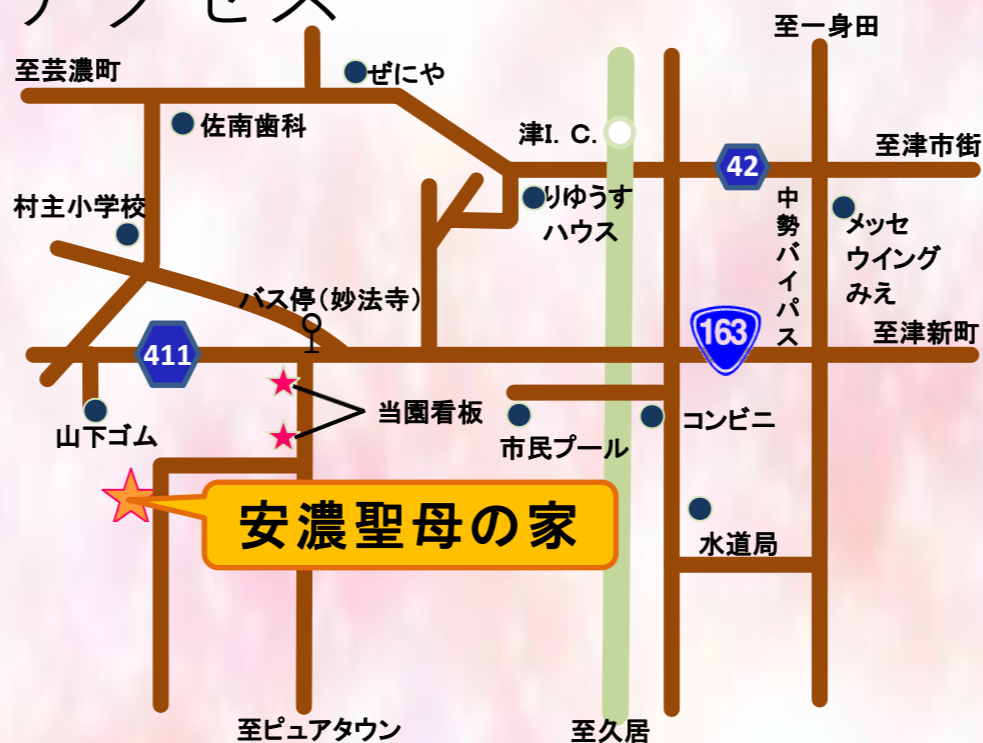 アクセス
至一身田
至芸濃町
ぜにや
佐南歯科
津I. C.
42
至津市街
村主小学校
りゆうす
ハウス
中勢バイパス
メッセ
ウイング
みえ
バス停(妙法寺)
163
至津新町
411
当園看板
山下ゴム
市民プール
コンビニ
安濃聖母の家
水道局
至ピュアタウン
至久居